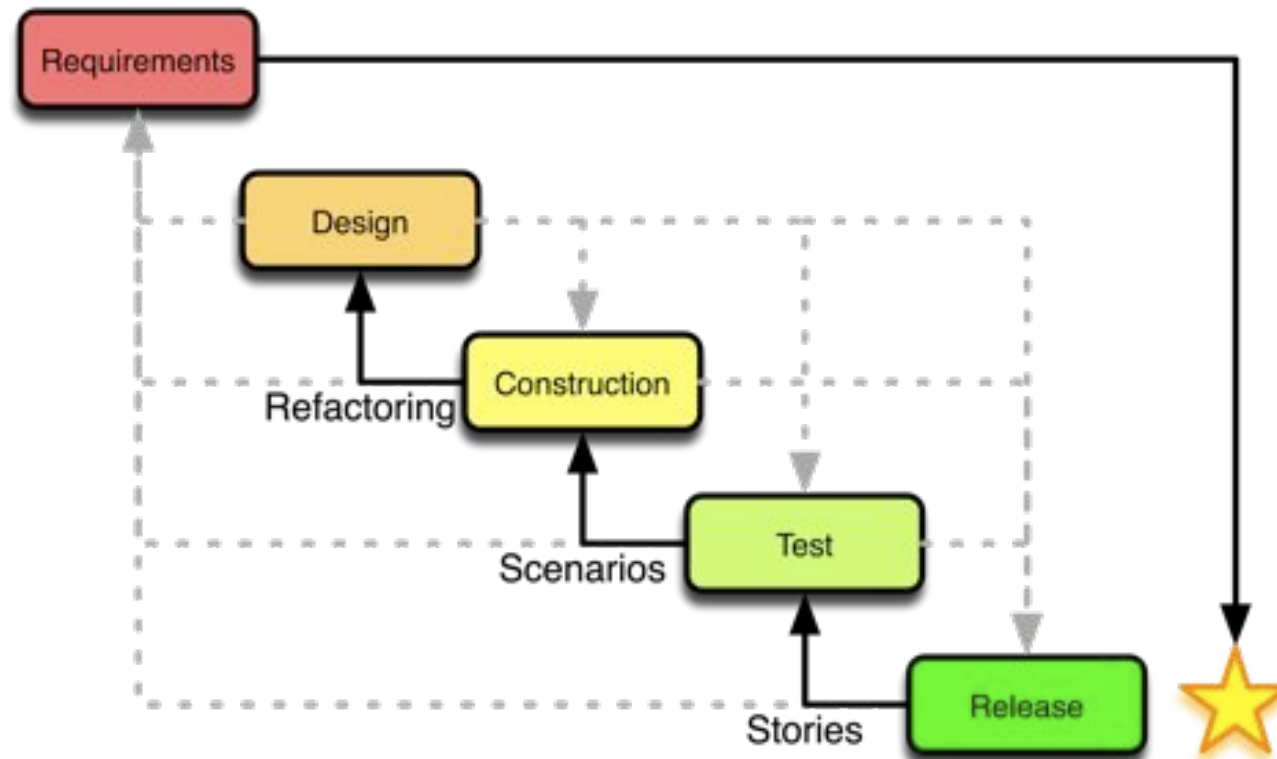 Requirements
Design
Refactoring
Construction
Scenarios
Test
Stories
Release